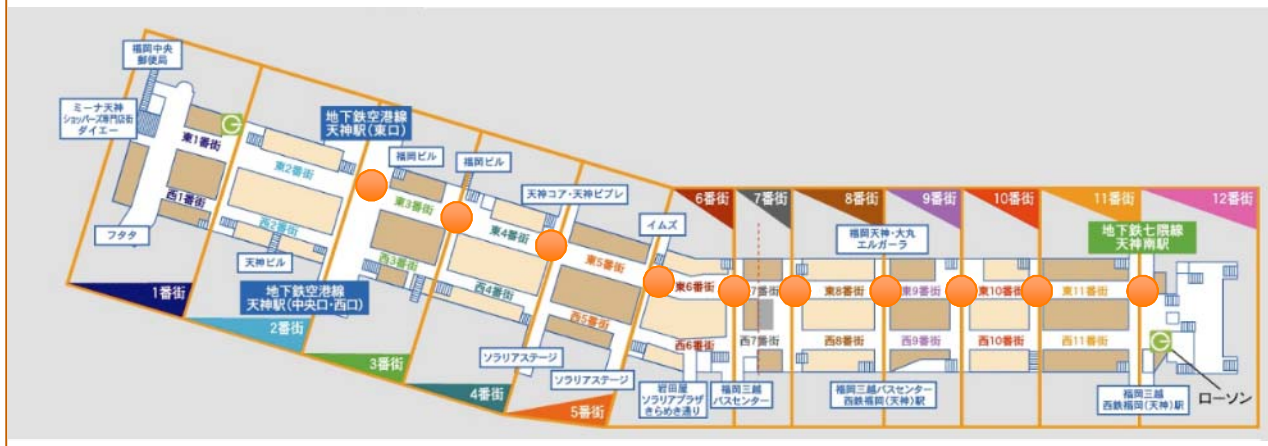 福岡中央
郵便局
ミーナ天神
ショッパーズ専門店街
ダイエー
フタタ
東1番街
西1番街
1番街
東2番街
西2番街
天神ビル
2番街
地下鉄空港線
天神駅(東口)
地下鉄空港線
天神駅(中央口・西口)
福岡ビル
東3番街
西3番街
3番街
福岡ビル
東4番街
西4番街
4番街
天神コア・天神ビブレ
東5番街
西5番街
5番街
ソラリアステージ
ソラリアステージ
イムズ
6番街
東6番街
西6番街
岩田屋
ソラリアプラザ
きらめき通り
7番街
7番街
西7番街
福岡三越
バスセンター
8番街
福岡天神・大丸
エルガーラ
東8番街
西8番街
9番街
東9番街
西9番街
福岡三越バスセンター
西鉄福岡(天神)駅
10番街
東10番街
西10番街
11番街
東11番街
西11番街
12番街
地下鉄七隈線
天神南駅
福岡三越
西鉄福岡(天神)駅
ローソン